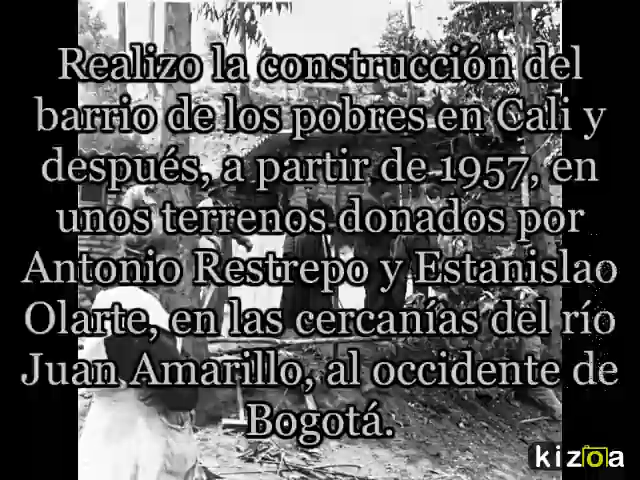 Realizo la construcción del
barrio de los pobres en Cali y
después, a partir de 1957, en
unos terrenos donados por
Antonio Restrepo y Estanislao
Olarte, en las cercanías del río
Juan Amarillo, al occidente de
Bogotá.
kizoa